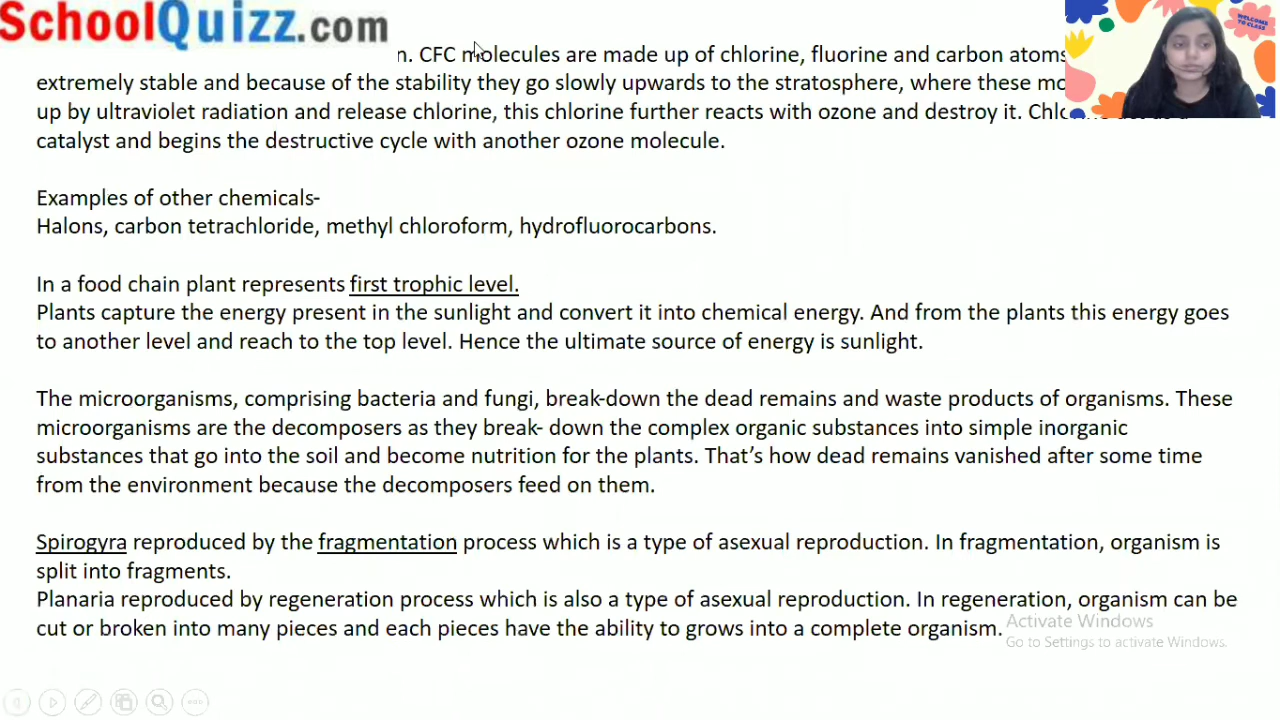 SchoolQuizz.com
WELCOME TO CLASS
n. CFC molecules are made up of chlorine, fluorine and carbon atoms
extremely stable and because of the stability they go slowly upwards to the stratosphere, where these mo
up by ultraviolet radiation and release chlorine, this chlorine further reacts with ozone and destroy it.
catalyst and begins the destructive cycle with another ozone molecule.
Examples of other chemicals-
Halons, carbon tetrachloride, methyl chloroform, hydrofluorocarbons.
In a food chain plant represents first trophic level.
Plants capture the energy present in the sunlight and convert it into chemical energy. And from the plants this energy goes
to another level and reach to the top level. Hence the ultimate source of energy is sunlight.
The microorganisms, comprising bacteria and fungi, break-down the dead remains and waste products of organisms. These
microorganisms are the decomposers as they break- down the complex organic substances into simple inorganic
substances that go into the soil and become nutrition for the plants. That's how dead remains vanished after some time
from the environment because the decomposers feed on them.
Spirogyra reproduced by the fragmentation process which is a type of asexual reproduction. In fragmentation, organism is
split into fragments.
Planaria reproduced by regeneration process which is also a type of asexual reproduction. In regeneration, organism can be
cut or broken into many pieces and each pieces have the ability to grows into a complete organism.
Activate Windows
Go to Settings to activate Windows.